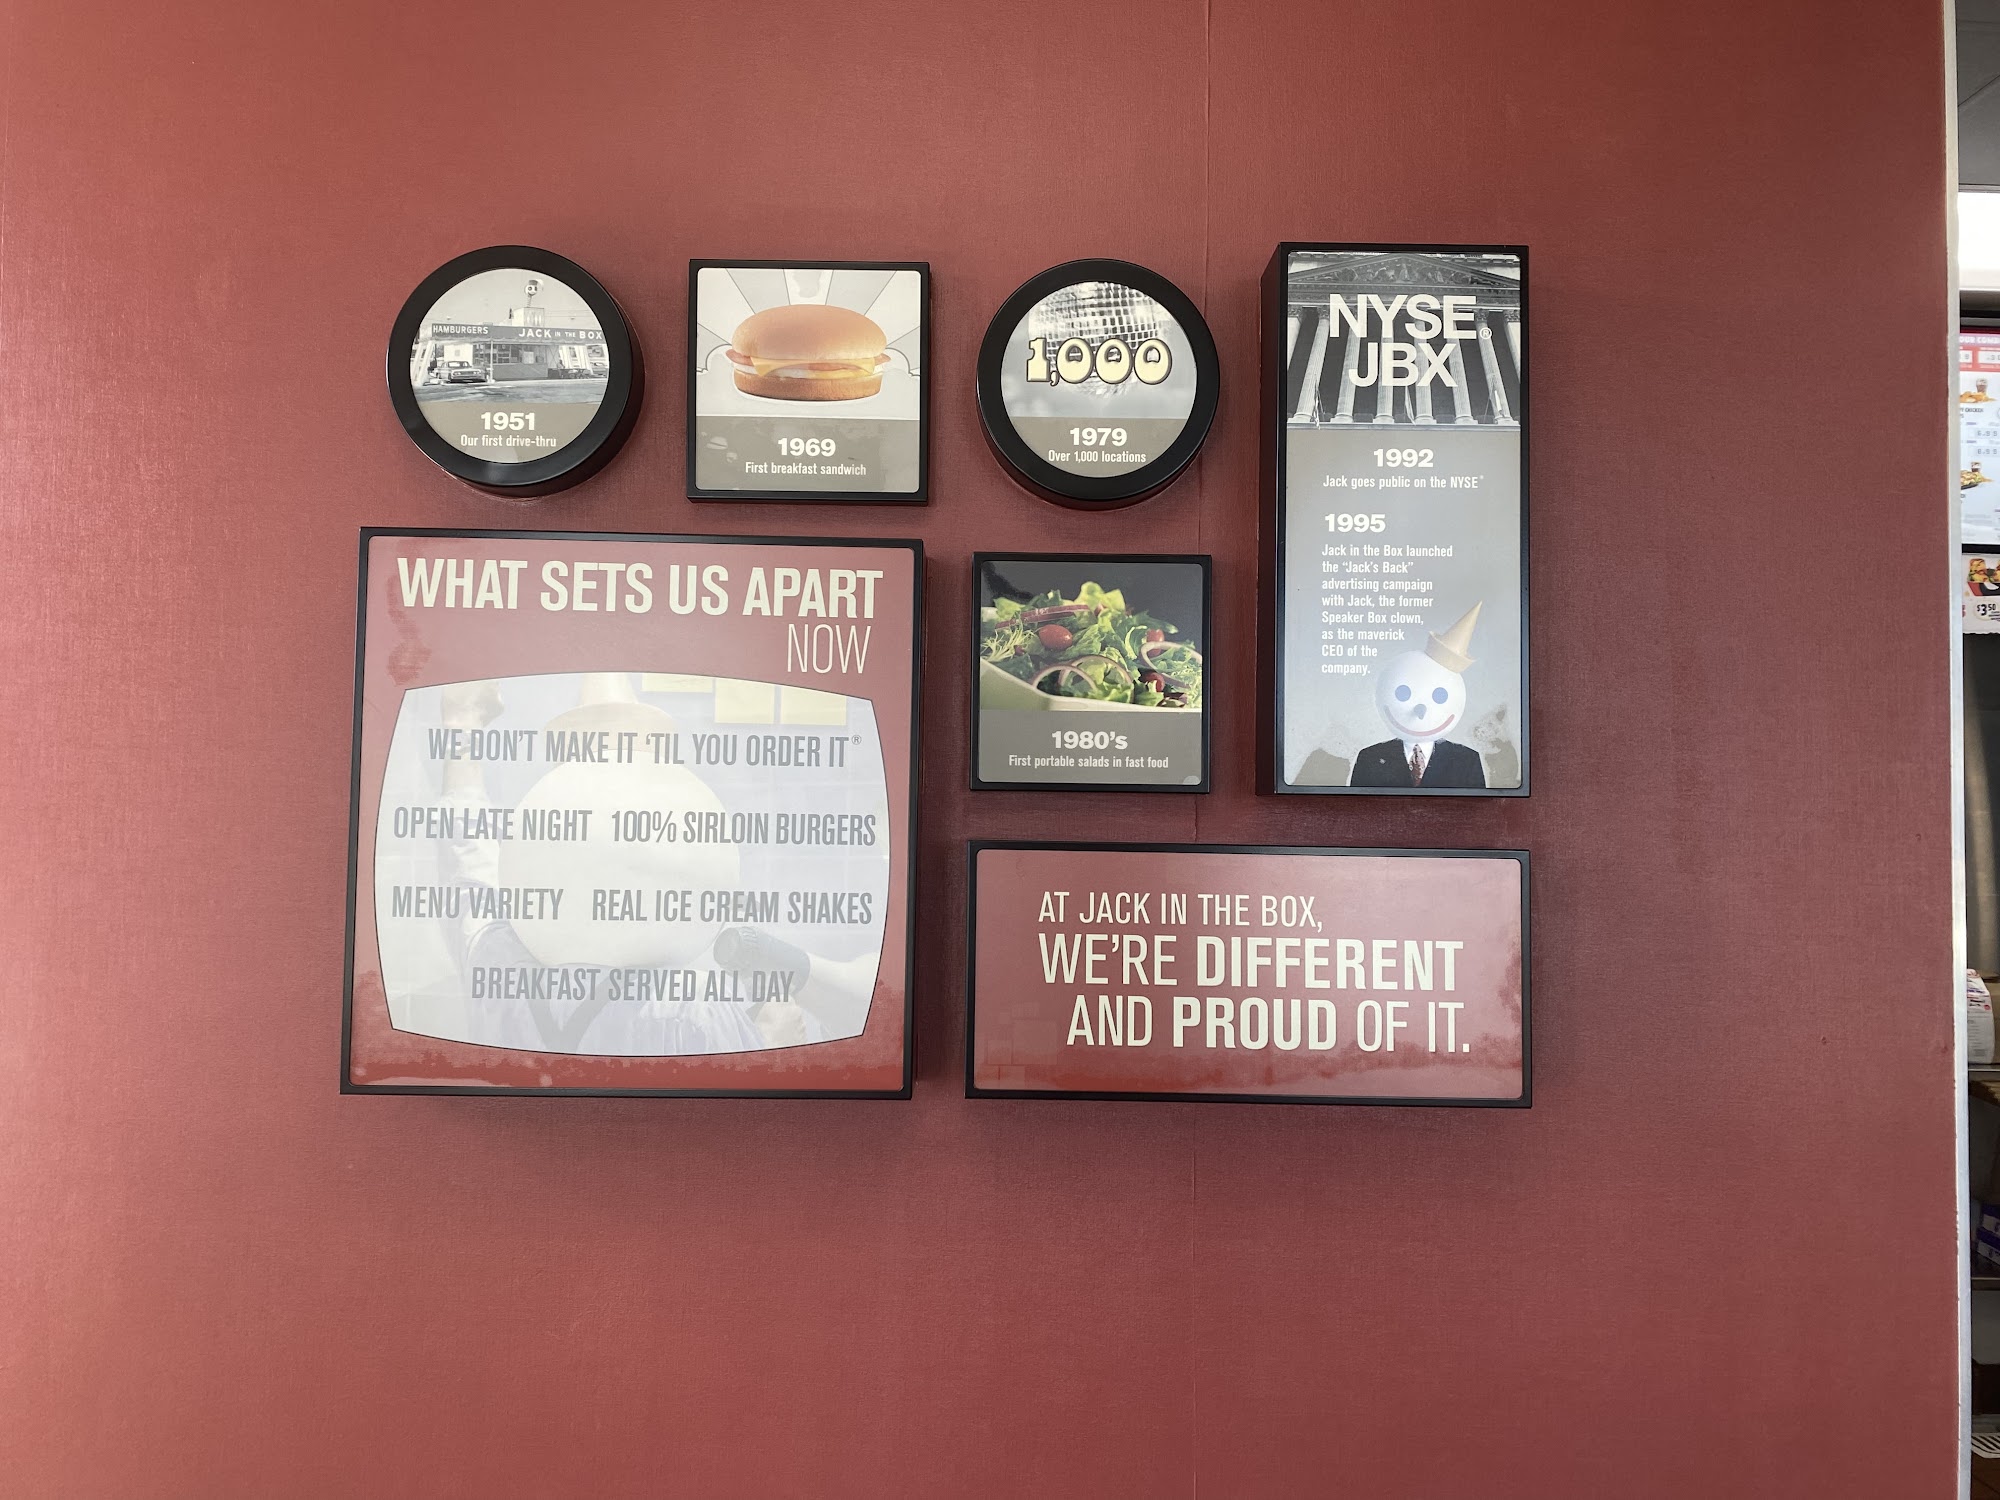 HAMBURGERS JACK IN THE BOX
1951
Our first drive-thru
1969
First breakfast sandwich
1,000
1979
Over 1,000 locations
NYSE®
JBX
1992
Jack goes public on the NYSE®
1995
Jack in the Box launched
the "Jack's Back"
advertising campaign
with Jack, the former
Speaker Box clown,
as the maverick
CEO of the
company.
WHAT SETS US APART
NOW
WE DON'T MAKE IT 'TIL YOU ORDER IT®
OPEN LATE NIGHT 100% SIRLOIN BURGERS
MENU VARIETY REAL ICE CREAM SHAKES
BREAKFAST SERVED ALL DAY
1980's
First portable salads in fast food
AT JACK IN THE BOX,
WE'RE DIFFERENT
AND PROUD OF IT.
$3.50